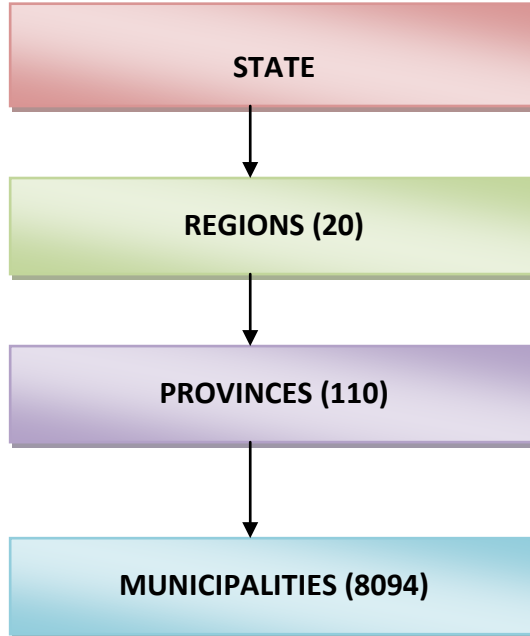 STATE
REGIONS (20)
PROVINCES (110)
MUNICIPALITIES (8094)